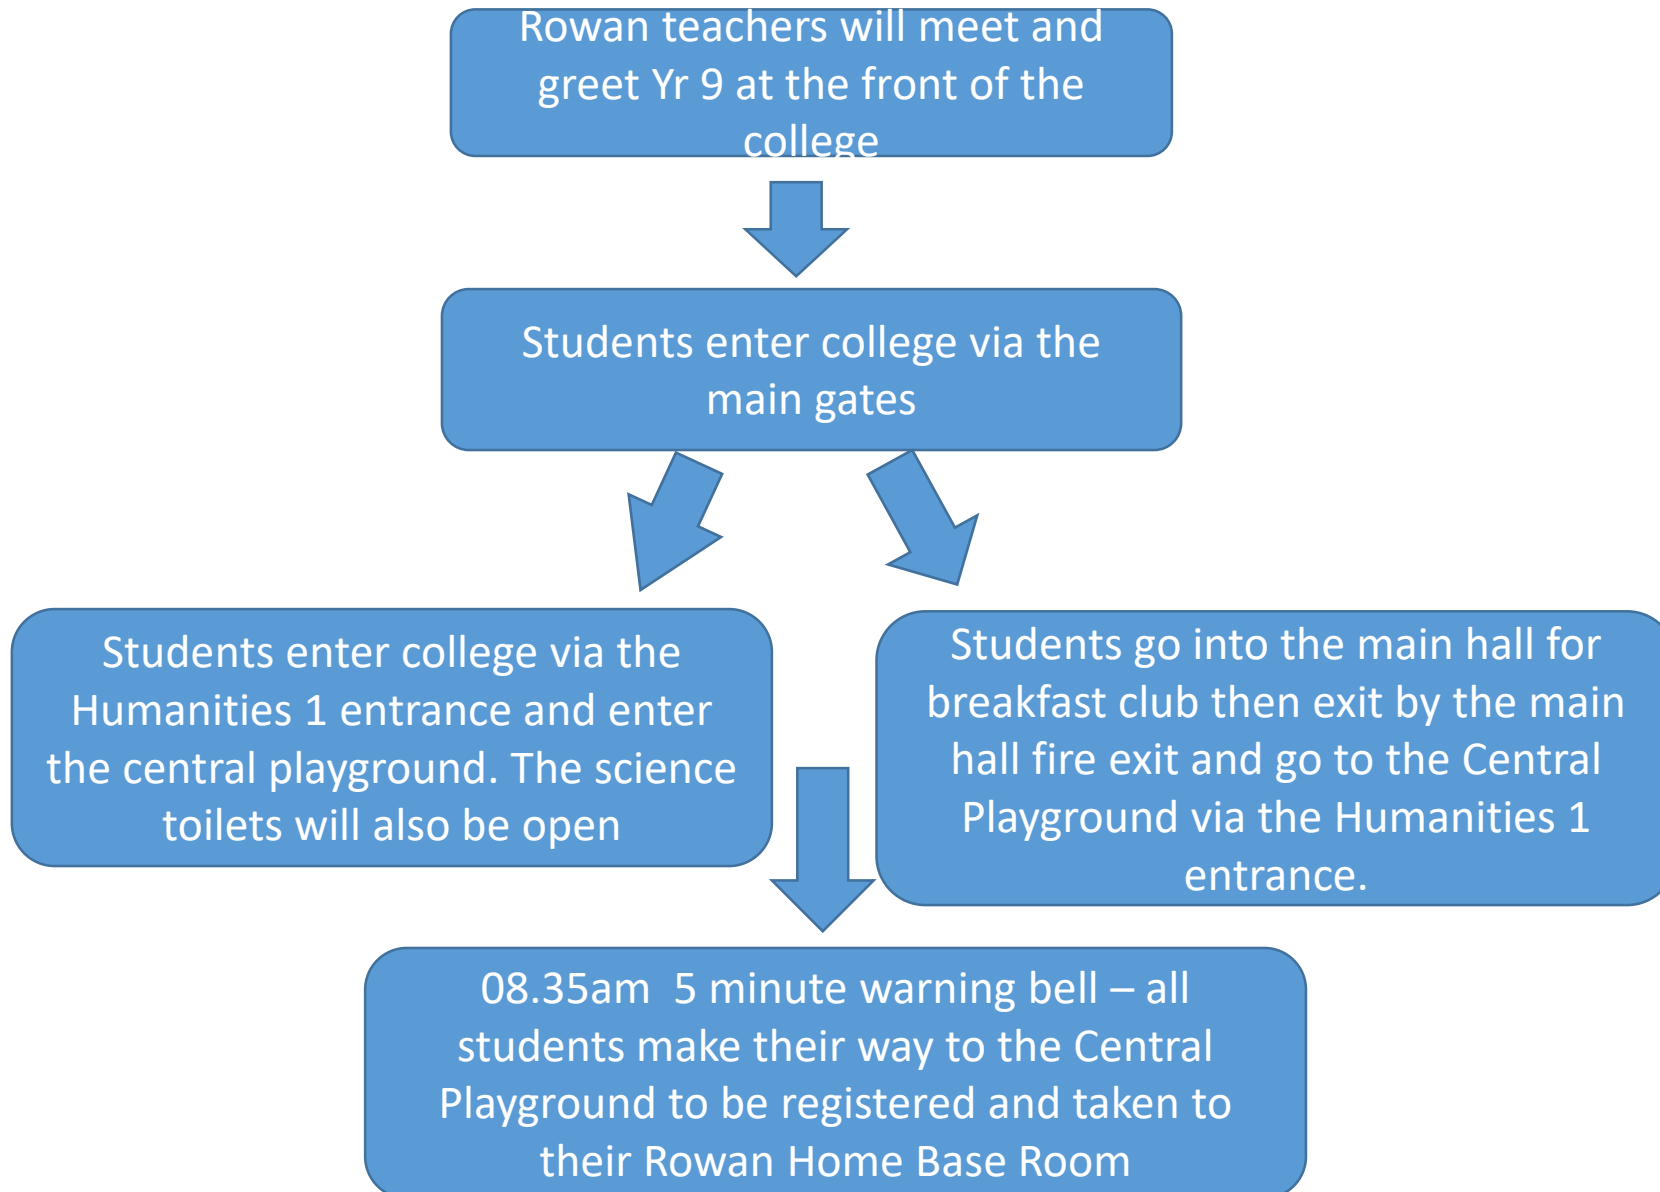 Rowan teachers will meet and
greet Yr 9 at the front of the
college
Students enter college via the
main gates
Students enter college via the
Humanities 1 entrance and enter
the central playground. The science
toilets will also be open
Students go into the main hall for
breakfast club then exit by the main
hall fire exit and go to the Central
Playground via the Humanities 1
entrance.
08.35am  5 minute warning bell – all
students make their way to the Central
Playground to be registered and taken to
their Rowan Home Base Room